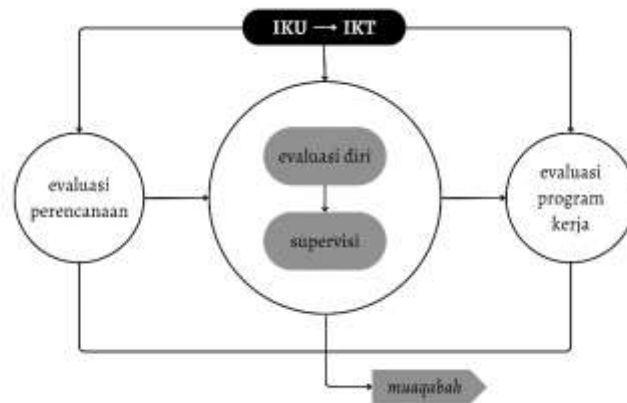 IKU → IKT
evaluasi
perencanaan
evaluasi diri
supervisi
evaluasi
program
kerja
muaqabah